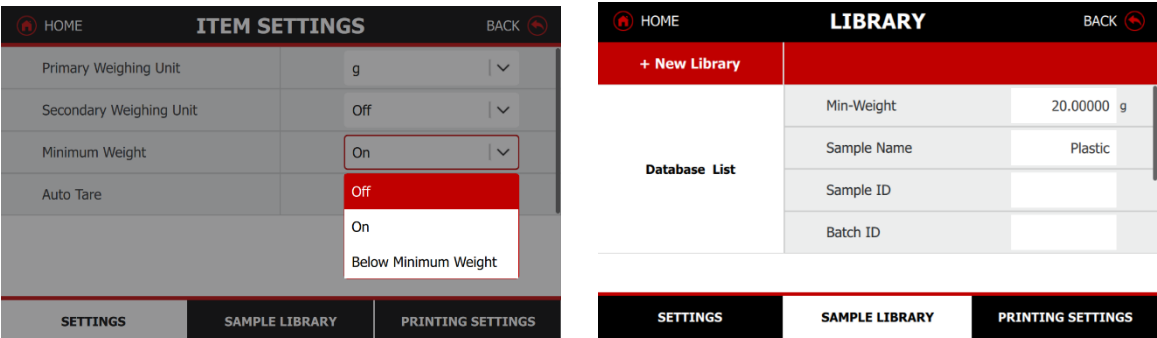 HOME ITEM SETTINGS BACK
Primary Weighing Unit g
Secondary Weighing Unit Off
Minimum Weight On
Auto Tare
Off
On
Below Minimum Weight
SETTINGS SAMPLE LIBRARY PRINTING SETTINGS
HOME LIBRARY BACK
+ New Library
Database List
Min-Weight 20.00000 g
Sample Name Plastic
Sample ID
Batch ID
SETTINGS SAMPLE LIBRARY PRINTING SETTINGS